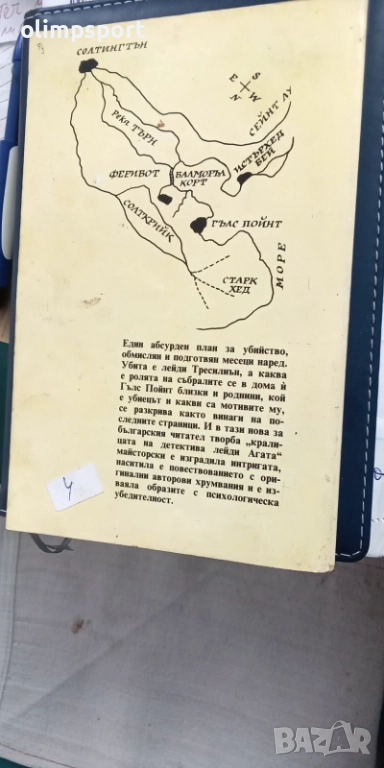 olimpsport
СОЛТИНГТЪН
S
E
W
N
СЕЙНТ ЛУ
РЕКА ТЪРН
ИСТЪРХЕД
БЕЙ
ФЕРИБОТ
БАЛМОРЪЛ
КОРТ
СОЛТКРИЙК
ГЪЛС ПОЙНТ
МОРЕ
СТАРК
ХЕД
Един абсурден план за убийство,
обмислян и подготвян месеци наред.
Убита е лейди Тресилиън, а каква
е ролята на събралите се в дома ѝ
Гълс Пойнт близки и роднини, кой
е убиецът и какви са мотивите му,
се разкрива както винаги на по-
следните страници. И в тази нова за
българския читател творба „крали-
цата на детектива лейди Агата“
майсторски е изградила интригата,
наситила е повествованието с ори-
гинални авторови хрумвания и е из-
ваяла образите с психологическа
убедителност.
4
BAZAR.bg